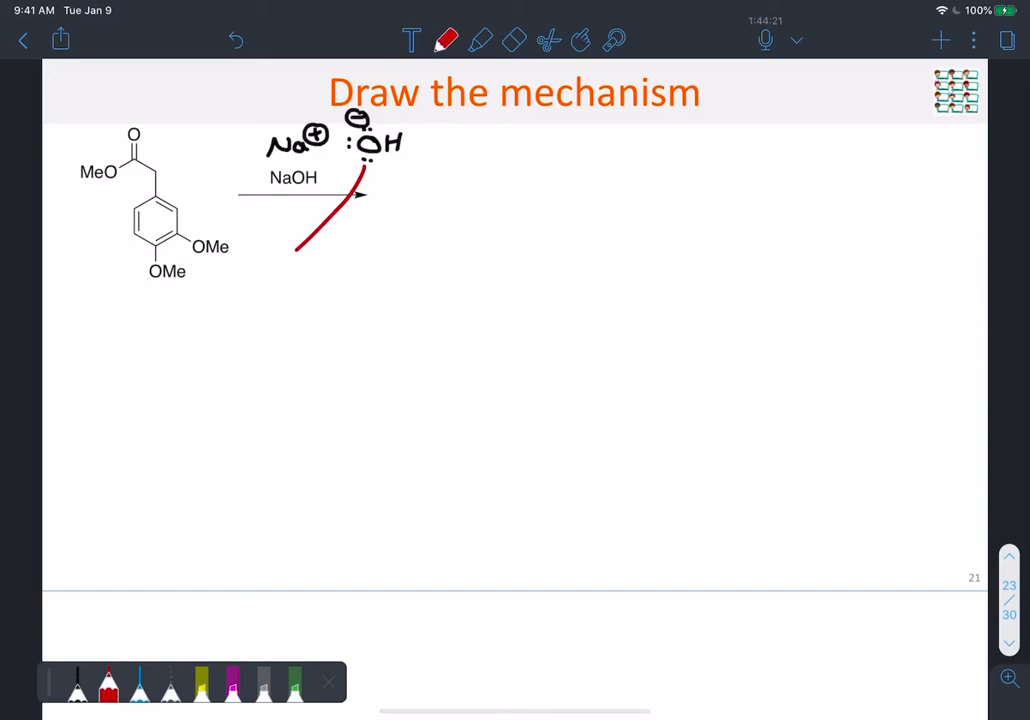 9:41 AM Tue Jan 9
100%
1:44:21
Draw the mechanism
O
MeO
OMe
OMe
Na⊕ ⊖:ÖH
NaOH
21
23
/
30